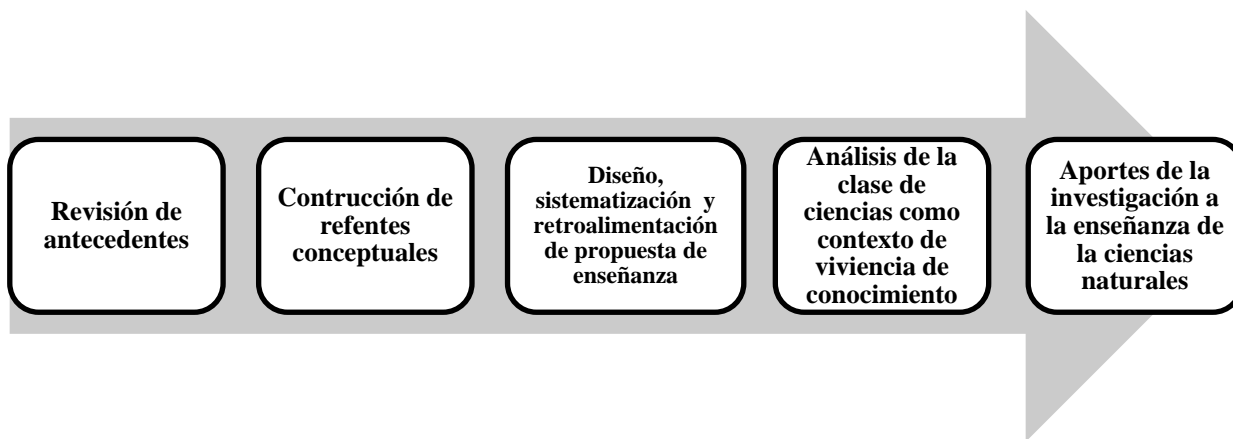 Revisión de
antecedentes
Contrucción de
refentes
conceptuales
Diseño,
sistematización y
retroalimentación
de propuesta de
enseñanza
Análisis de la
clase de
ciencias como
contexto de
viviencia de
conocimiento
Aportes de la
investigación a
la enseñanza de
la ciencias
naturales